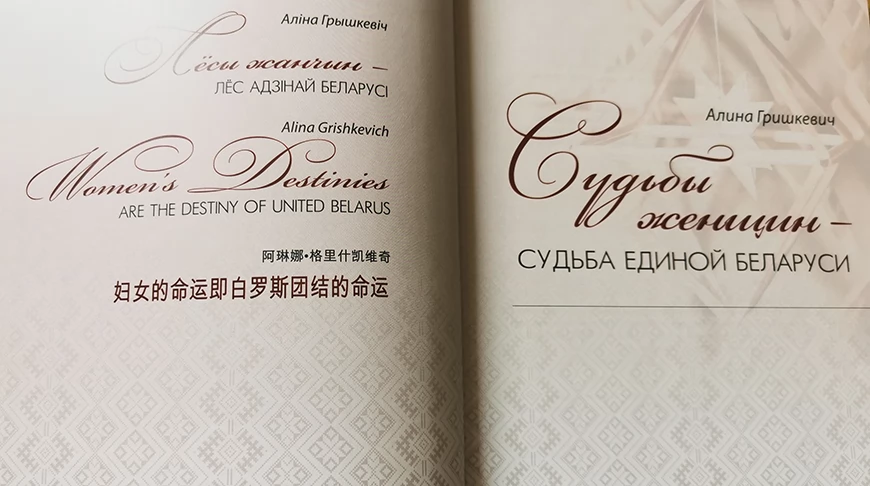 Аліна Грышкевіч
Лёсы жанчын –
ЛЁС АДЗІНАЙ БЕЛАРУСІ
Alina Grishkevich
Women's Destinies
ARE THE DESTINY OF UNITED BELARUS
阿琳娜•格里什凯维奇
妇女的命运即白罗斯团结的命运
Алина Гришкевич
Судьбы
женщин –
СУДЬБА ЕДИНОЙ БЕЛАРУСИ